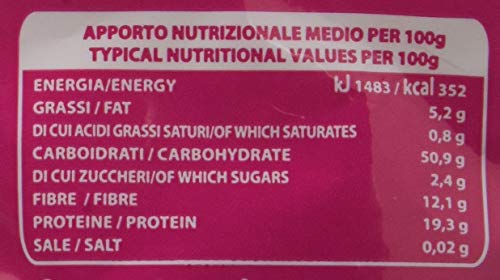 APPORTO NUTRIZIONALE MEDIO PER 100g
TYPICAL NUTRITIONAL VALUES PER 100g
ENERGIA/ENERGY kJ 1483 / kcal 352
GRASSI / FAT 5,2 g
DI CUI ACIDI GRASSI SATURI/OF WHICH SATURATES 0,8 g
CARBOIDRATI / CARBOHYDRATE 50,9 g
DI CUI ZUCCHERI/OF WHICH SUGARS 2,4 g
FIBRE / FIBRE 12,1 g
PROTEINE / PROTEIN 19,3 g
SALE / SALT 0,02 g